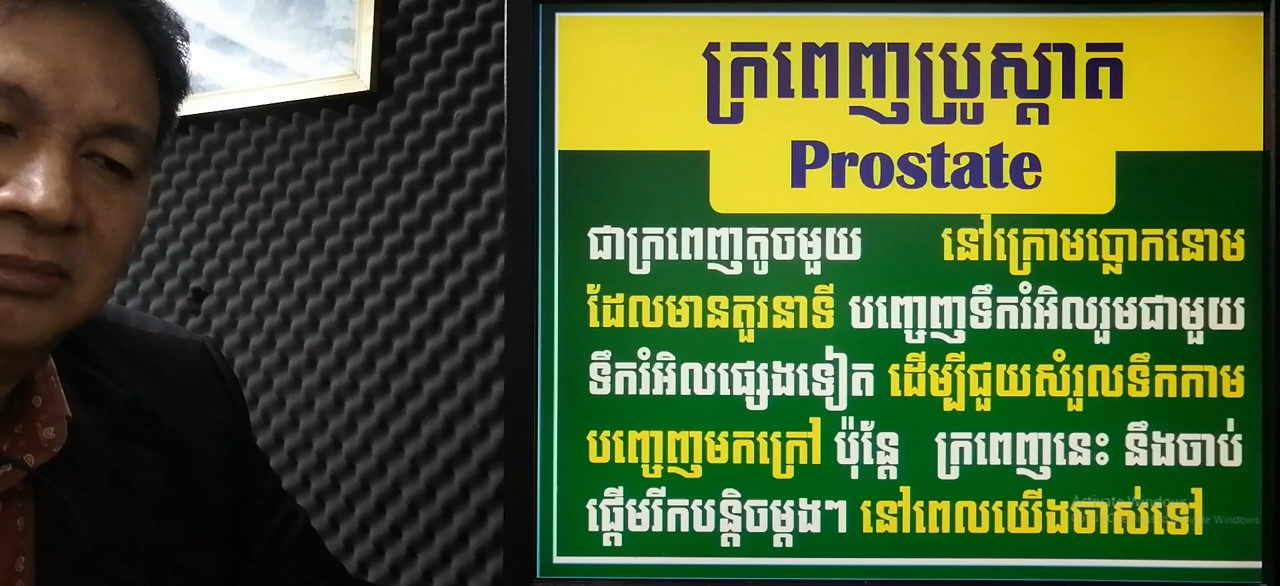 ក្រពេញប្រូស្តាត
Prostate
ជាក្រពេញតូចមួយ នៅក្រោមប្លោកនោម
ដែលមានតួរនាទី បញ្ចេញទឹករំអិលរួមជាមួយ
ទឹករំអិលផ្សេងទៀត ដើម្បីជួយសំរួលទឹកកាម
បញ្ចេញមកក្រៅ ប៉ុន្តែ ក្រពេញនេះ នឹងចាប់
ផ្តើមរីកបន្តិចម្តងៗ នៅពេលយើងចាស់ទៅ
Activate Windows